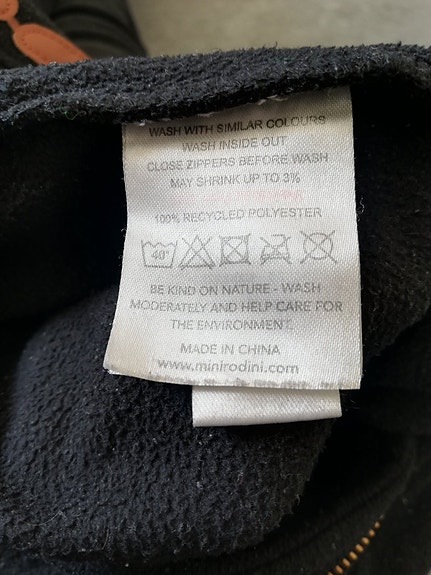 WASH WITH SIMILAR COLOURS
WASH INSIDE OUT
CLOSE ZIPPERS BEFORE WASH
MAY SHRINK UP TO 3%
100% RECYCLED POLYESTER
40°
BE KIND ON NATURE - WASH
MODERATELY AND HELP CARE FOR
THE ENVIRONMENT.
MADE IN CHINA
www.minirodini.com